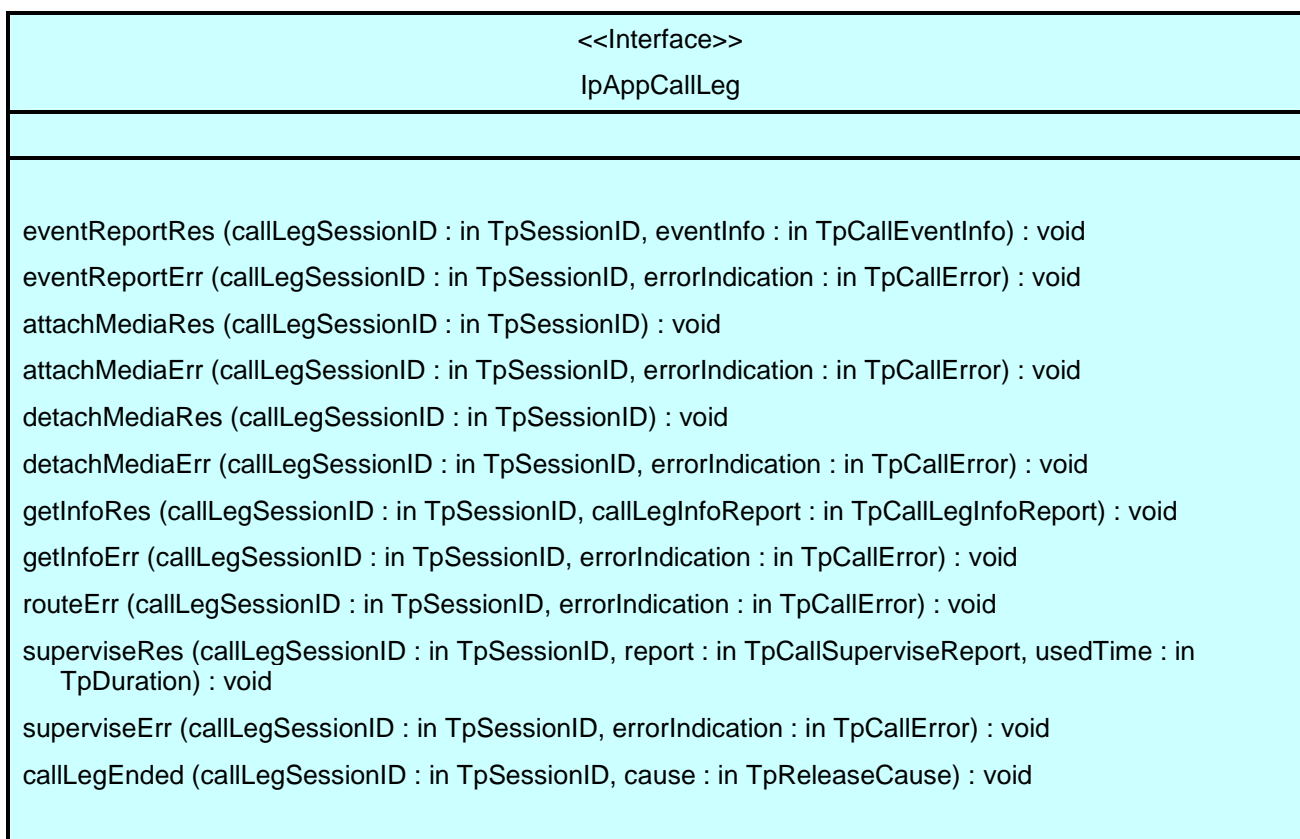 <<Interface>>
IpAppCallLeg
eventReportRes (callLegSessionID : in TpSessionID, eventInfo : in TpCallEventInfo) : void
eventReportErr (callLegSessionID : in TpSessionID, errorIndication : in TpCallError) : void
attachMediaRes (callLegSessionID : in TpSessionID) : void
attachMediaErr (callLegSessionID : in TpSessionID, errorIndication : in TpCallError) : void
detachMediaRes (callLegSessionID : in TpSessionID) : void
detachMediaErr (callLegSessionID : in TpSessionID, errorIndication : in TpCallError) : void
getInfoRes (callLegSessionID : in TpSessionID, callLegInfoReport : in TpCallLegInfoReport) : void
getInfoErr (callLegSessionID : in TpSessionID, errorIndication : in TpCallError) : void
routeErr (callLegSessionID : in TpSessionID, errorIndication : in TpCallError) : void
superviseRes (callLegSessionID : in TpSessionID, report : in TpCallSuperviseReport, usedTime : in
TpDuration) : void
superviseErr (callLegSessionID : in TpSessionID, errorIndication : in TpCallError) : void
callLegEnded (callLegSessionID : in TpSessionID, cause : in TpReleaseCause) : void